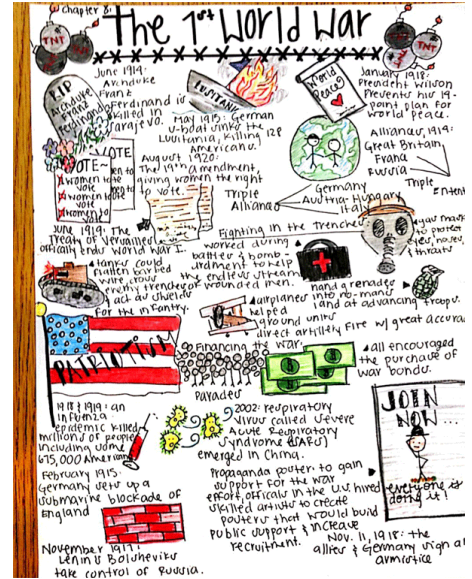 Chapter 8:
The 1st World War
TNT
TNT
TNT
RIP
Archduke
Franz
Ferdinand
June 1914:
Archduke
Franz
Ferdinand is
killed in
Sarajevo.
LUSITANIA
May 1915: German
U-boat sinks the
Lusitania, killing 128
Americans.
World
Peace?
January 1918:
President Wilson
Presents his 14-
point plan for
world peace.
VOTE
VOTE
women to
vote
women to
vote
women to
August 1920:
The 19th amendment
giving women the right
to vote.
Alliances, 1914:
Great Britain
France
Russia
Triple
Entente
Triple
Alliance
Germany
Austria-Hungary
Italy
June 1919: The
Treaty of Versailles
officially ends World War I.
Fighting in the Trenches
worked during
battles & bomb-
ardment to help
the endless stream
of wounded men.
gas masks
to protect
eyes, noses,
& throats
tanks could
flatten barbed
wire, cross
enemy trenches
act as shields
for the infantry.
hand grenades
into no-man's
land at advancing troops.
airplanes
helped
ground units
direct artillery fire w/ great accura
PATRIOTISM
Financing the war:
Parades
all encouraged
the purchase of
war bonds.
1918 & 1919: an
influenza
epidemic killed
millions of people
including some
675,000 Americans
2002: respiratory
virus called Severe
Acute Respiratory
Syndrome (SARS)
emerged in China.
JOIN
NOW...
everyone is
doing it!
February 1915:
Germany sets up a
submarine blockade of
England
Propaganda posters: to gain
support for the war
effort, officials in the U.S. hired
skilled artists to create
posters that would build
public support & increase
recruitment.
November 1917:
Lenin's Bolsheviks
take control of Russia.
Nov. 11, 1918: the
allies & Germany sign an
armistice